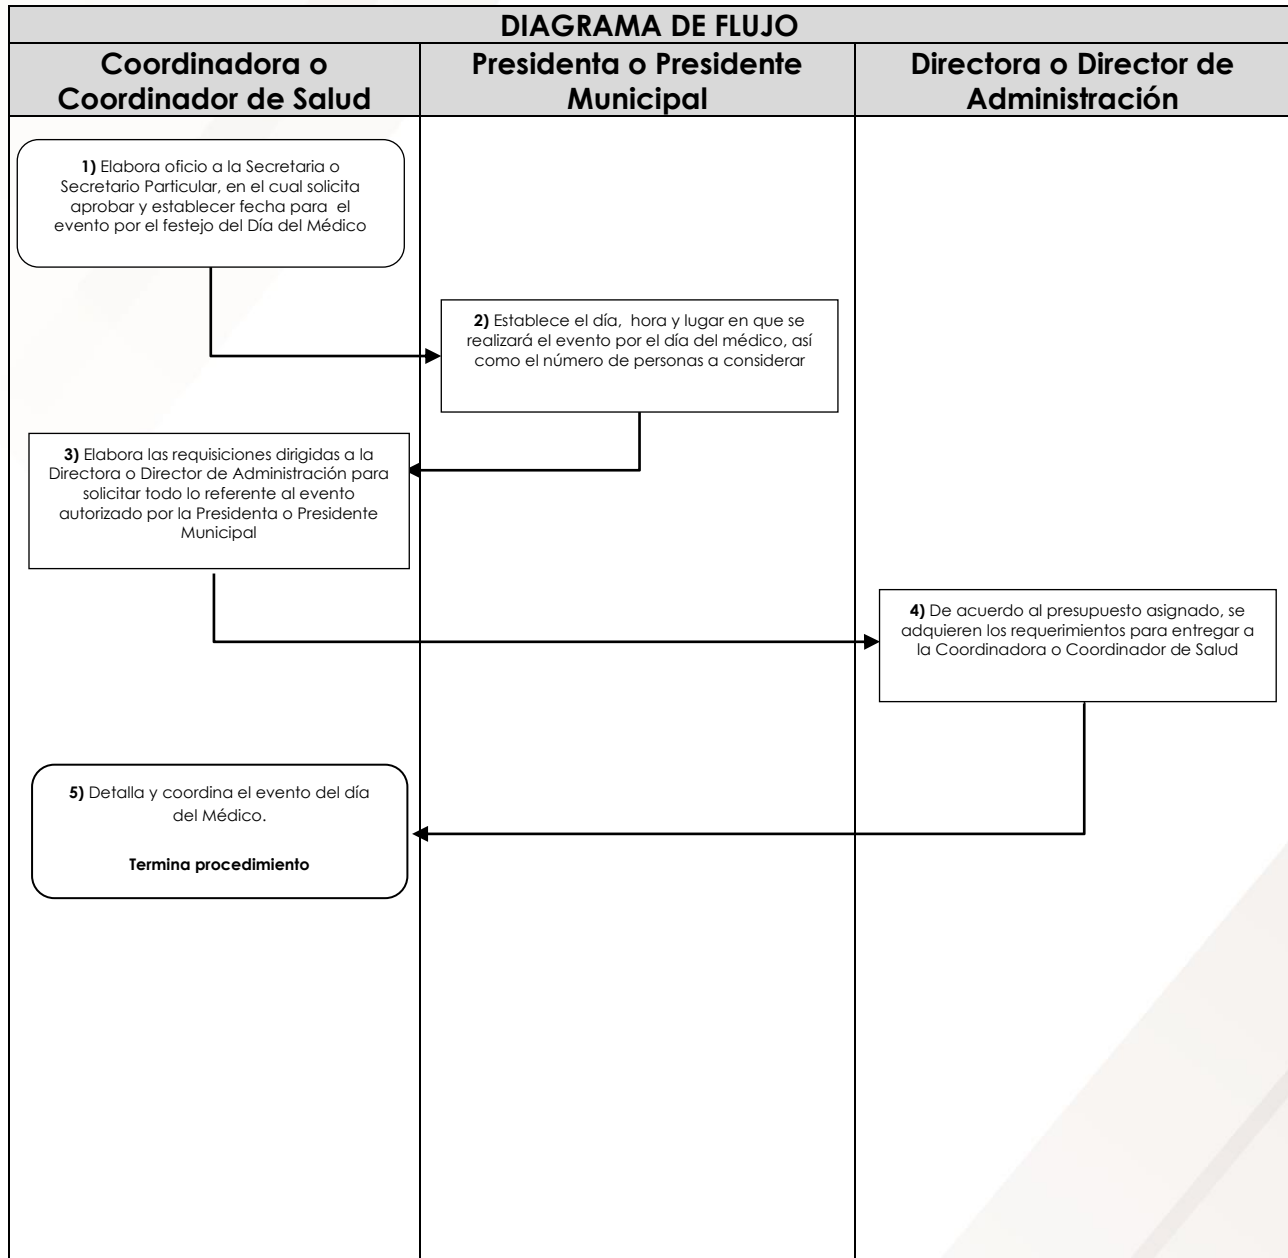 DIAGRAMA DE FLUJO
Coordinadora o
Coordinador de Salud
Presidenta o Presidente
Municipal
Directora o Director de
Administración
1) Elabora oficio a la Secretaria o
Secretario Particular, en el cual solicita
aprobar y establecer fecha para el
evento por el festejo del Día del Médico
2) Establece el día, hora y lugar en que se
realizará el evento por el día del médico, así
como el número de personas a considerar
3) Elabora las requisiciones dirigidas a la
Directora o Director de Administración para
solicitar todo lo referente al evento
autorizado por la Presidenta o Presidente
Municipal
4) De acuerdo al presupuesto asignado, se
adquieren los requerimientos para entregar a
la Coordinadora o Coordinador de Salud
5) Detalla y coordina el evento del día
del Médico.
Termina procedimiento